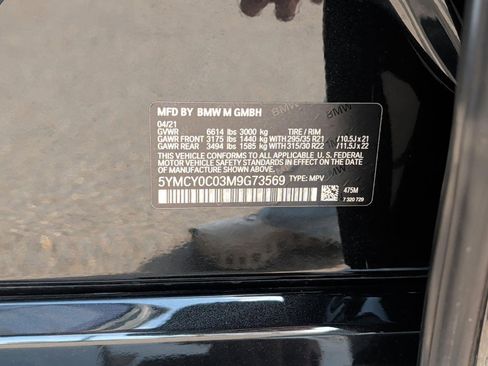 MFD BY BMW M GMBH
04/21
GVWR 6614 lbs 3000 kg TIRE / RIM
GAWR FRONT 3175 lbs 1440 kg WITH 295/35 R21 / 10.5J x 21
GAWR REAR 3494 lbs 1585 kg WITH 315/30 R22 / 11.5J x 22
THIS VEHICLE CONFORMS TO ALL APPLICABLE U.S. FEDERAL
MOTOR VEHICLE SAFETY STANDARDS IN EFFECT ON THE
DATE OF MANUFACTURE SHOWN ABOVE.
5YMCY0C03M9G73569 TYPE: MPV
475M
7 320 729